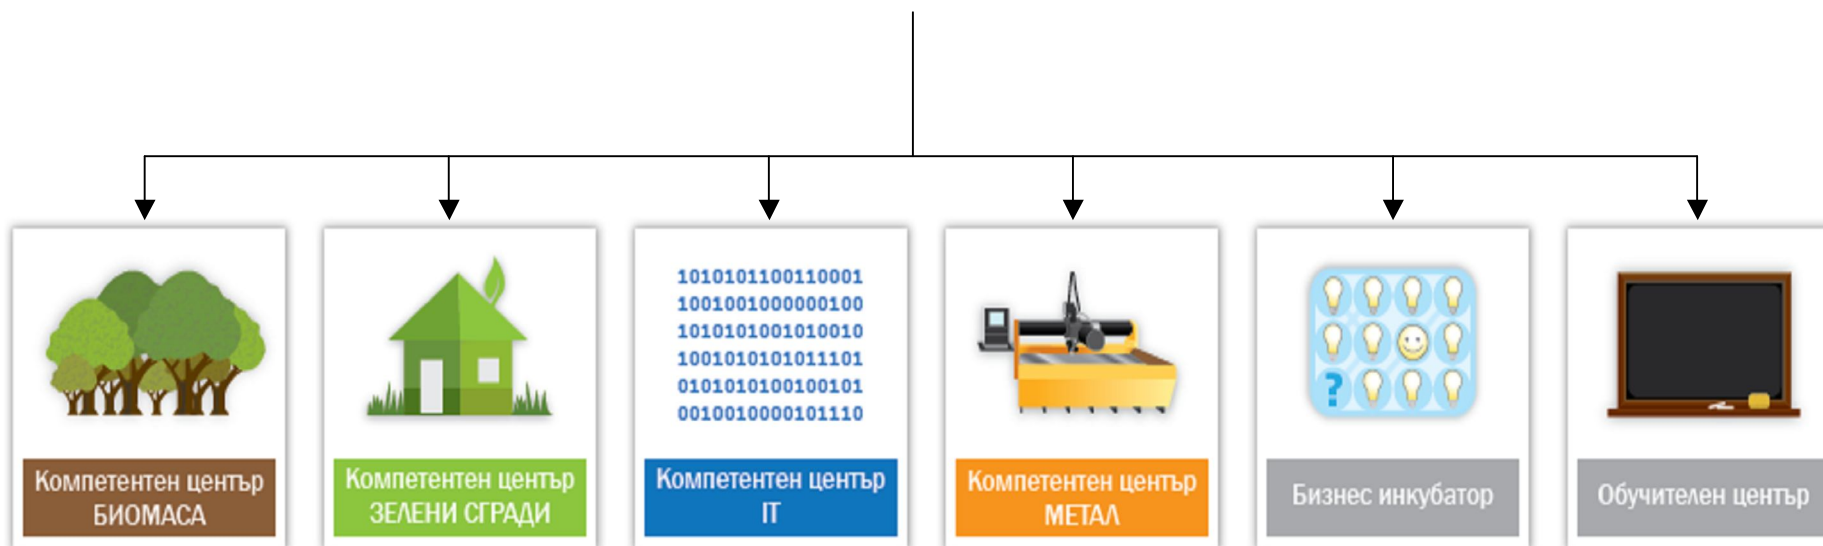 Компетентен център
БИОМАСА
Компетентен център
ЗЕЛЕНИ СГРАДИ
1010101100110001
1001001000000100
1010101001010010
1001010101011101
0101010100100101
0010010000101110
Компетентен център
IT
Компетентен център
МЕТАЛ
?
Бизнес инкубатор
Обучителен център